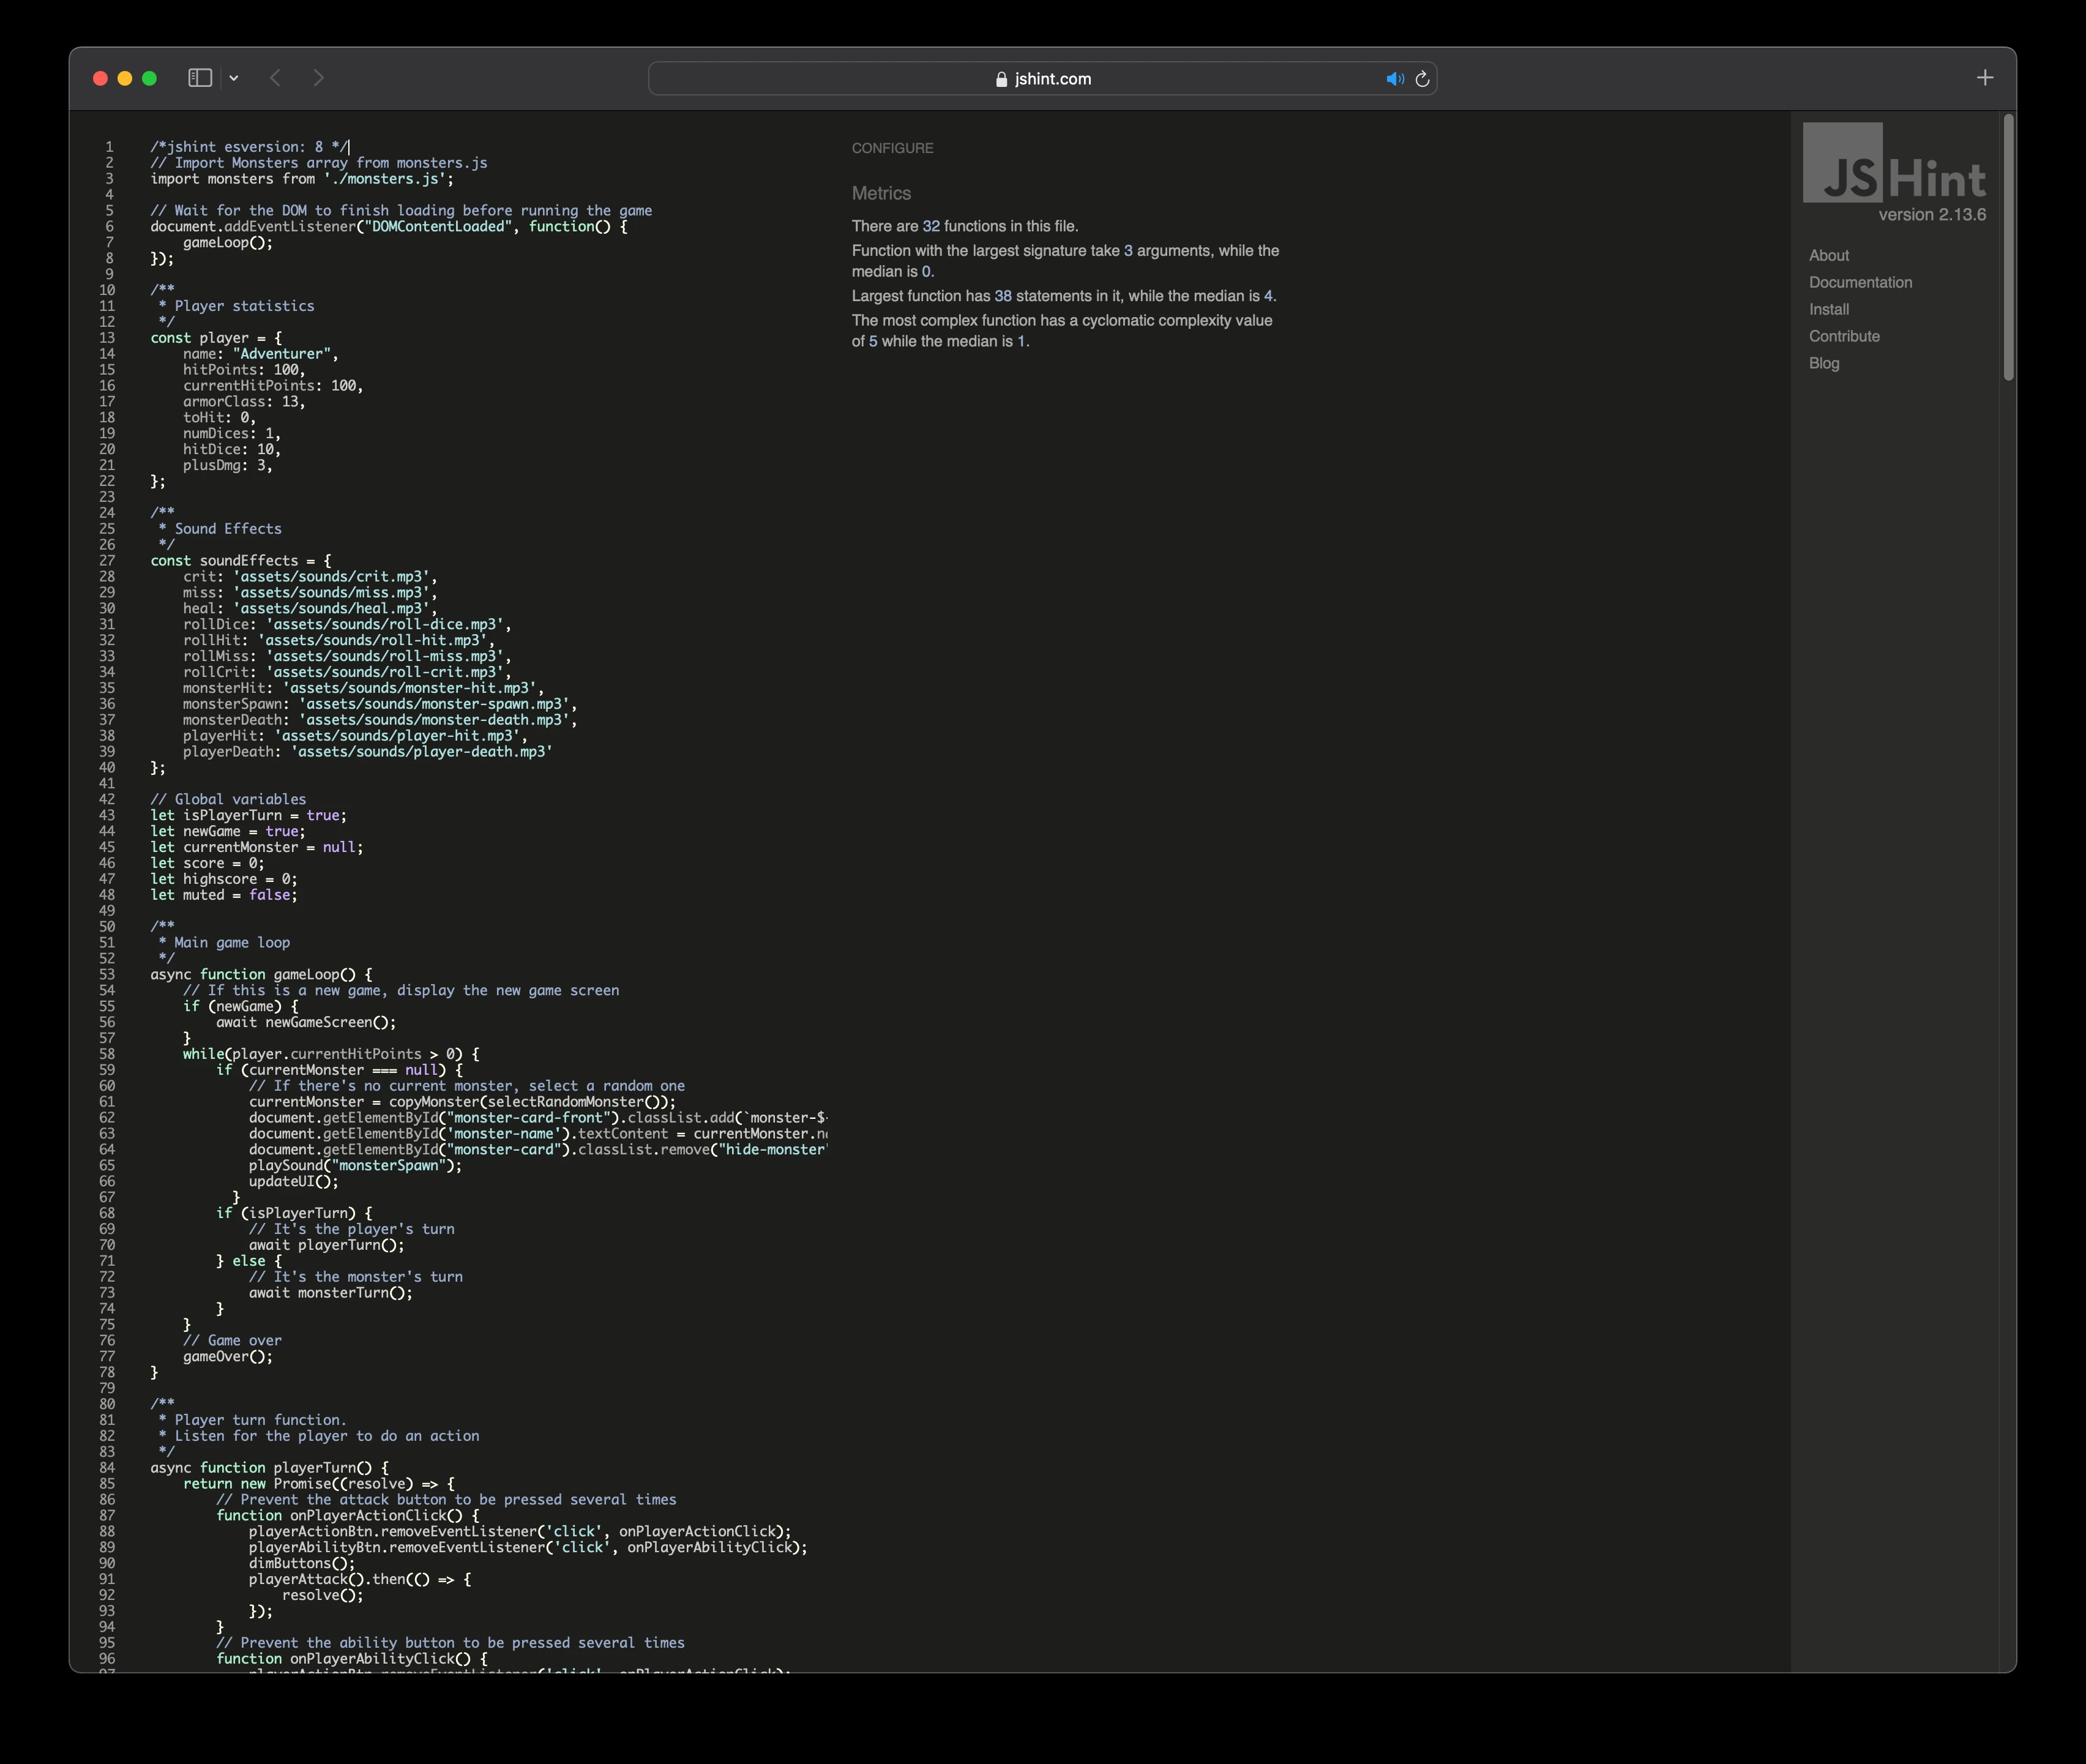 jshint.com
1 /*jshint esversion: 8 */
2 // Import Monsters array from monsters.js
3 import monsters from './monsters.js';
4
5 // Wait for the DOM to finish loading before running the game
6 document.addEventListener("DOMContentLoaded", function() {
7     gameLoop();
8 });
9
10 /**
11  * Player statistics
12  */
13 const player = {
14     name: "Adventurer",
15     hitPoints: 100,
16     currentHitPoints: 100,
17     armorClass: 13,
18     toHit: 0,
19     numDices: 1,
20     hitDice: 10,
21     plusDmg: 3,
22 };
23
24 /**
25  * Sound Effects
26  */
27 const soundEffects = {
28     crit: 'assets/sounds/crit.mp3',
29     miss: 'assets/sounds/miss.mp3',
30     heal: 'assets/sounds/heal.mp3',
31     rollDice: 'assets/sounds/roll-dice.mp3',
32     rollHit: 'assets/sounds/roll-hit.mp3',
33     rollMiss: 'assets/sounds/roll-miss.mp3',
34     rollCrit: 'assets/sounds/roll-crit.mp3',
35     monsterHit: 'assets/sounds/monster-hit.mp3',
36     monsterSpawn: 'assets/sounds/monster-spawn.mp3',
37     monsterDeath: 'assets/sounds/monster-death.mp3',
38     playerHit: 'assets/sounds/player-hit.mp3',
39     playerDeath: 'assets/sounds/player-death.mp3'
40 };
41
42 // Global variables
43 let isPlayerTurn = true;
44 let newGame = true;
45 let currentMonster = null;
46 let score = 0;
47 let highscore = 0;
48 let muted = false;
49
50 /**
51  * Main game loop
52  */
53 async function gameLoop() {
54     // If this is a new game, display the new game screen
55     if (newGame) {
56         await newGameScreen();
57     }
58     while(player.currentHitPoints > 0) {
59         if (currentMonster === null) {
60             // If there's no current monster, select a random one
61             currentMonster = copyMonster(selectRandomMonster());
62             document.getElementById("monster-card-front").classList.add(`monster-$
63             document.getElementById('monster-name').textContent = currentMonster.
64             document.getElementById("monster-card").classList.remove("hide-monster
65             playSound("monsterSpawn");
66             updateUI();
67           }
68         if (isPlayerTurn) {
69             // It's the player's turn
70             await playerTurn();
71         } else {
72             // It's the monster's turn
73             await monsterTurn();
74         }
75     }
76     // Game over
77     gameOver();
78 }
79
80 /**
81  * Player turn function.
82  * Listen for the player to do an action
83  */
84 async function playerTurn() {
85     return new Promise((resolve) => {
86         // Prevent the attack button to be pressed several times
87         function onPlayerActionClick() {
88             playerActionBtn.removeEventListener('click', onPlayerActionClick);
89             playerAbilityBtn.removeEventListener('click', onPlayerAbilityClick);
90             dimButtons();
91             playerAttack().then(() => {
92                 resolve();
93             });
94         }
95         // Prevent the ability button to be pressed several times
96         function onPlayerAbilityClick() {
CONFIGURE
Metrics
There are 32 functions in this file.
Function with the largest signature take 3 arguments, while the
median is 0.
Largest function has 38 statements in it, while the median is 4.
The most complex function has a cyclomatic complexity value
of 5 while the median is 1.
JSHint
version 2.13.6
About
Documentation
Install
Contribute
Blog